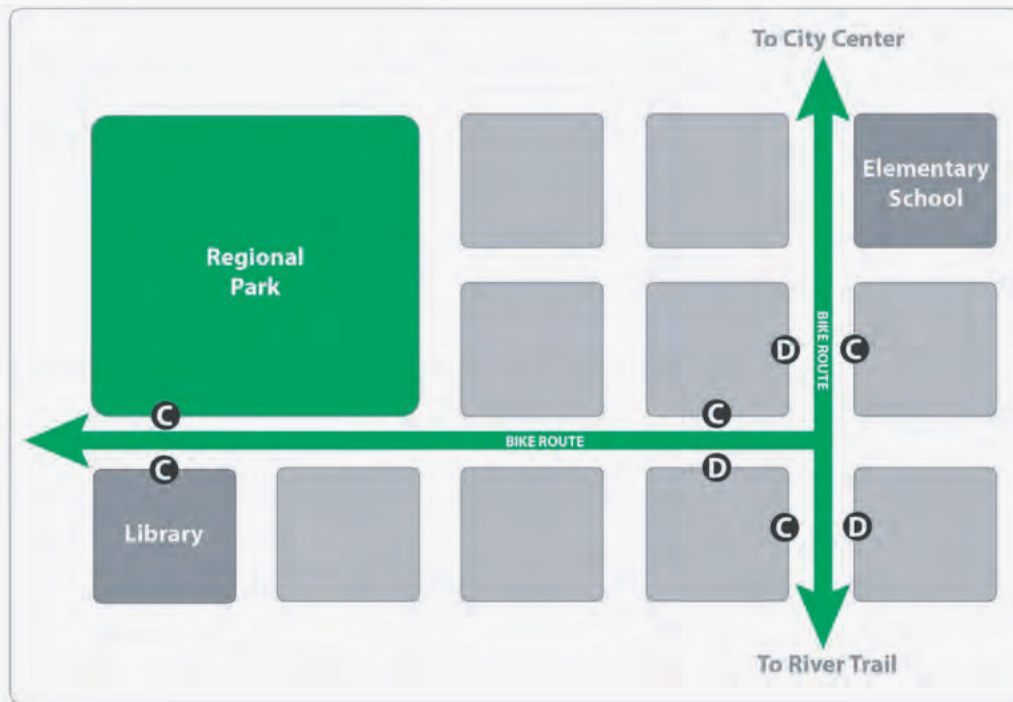 To City Center
Elementary
School
Regional
Park
BIKE ROUTE
D
C
C
C
BIKE ROUTE
C
D
Library
C
D
To River Trail